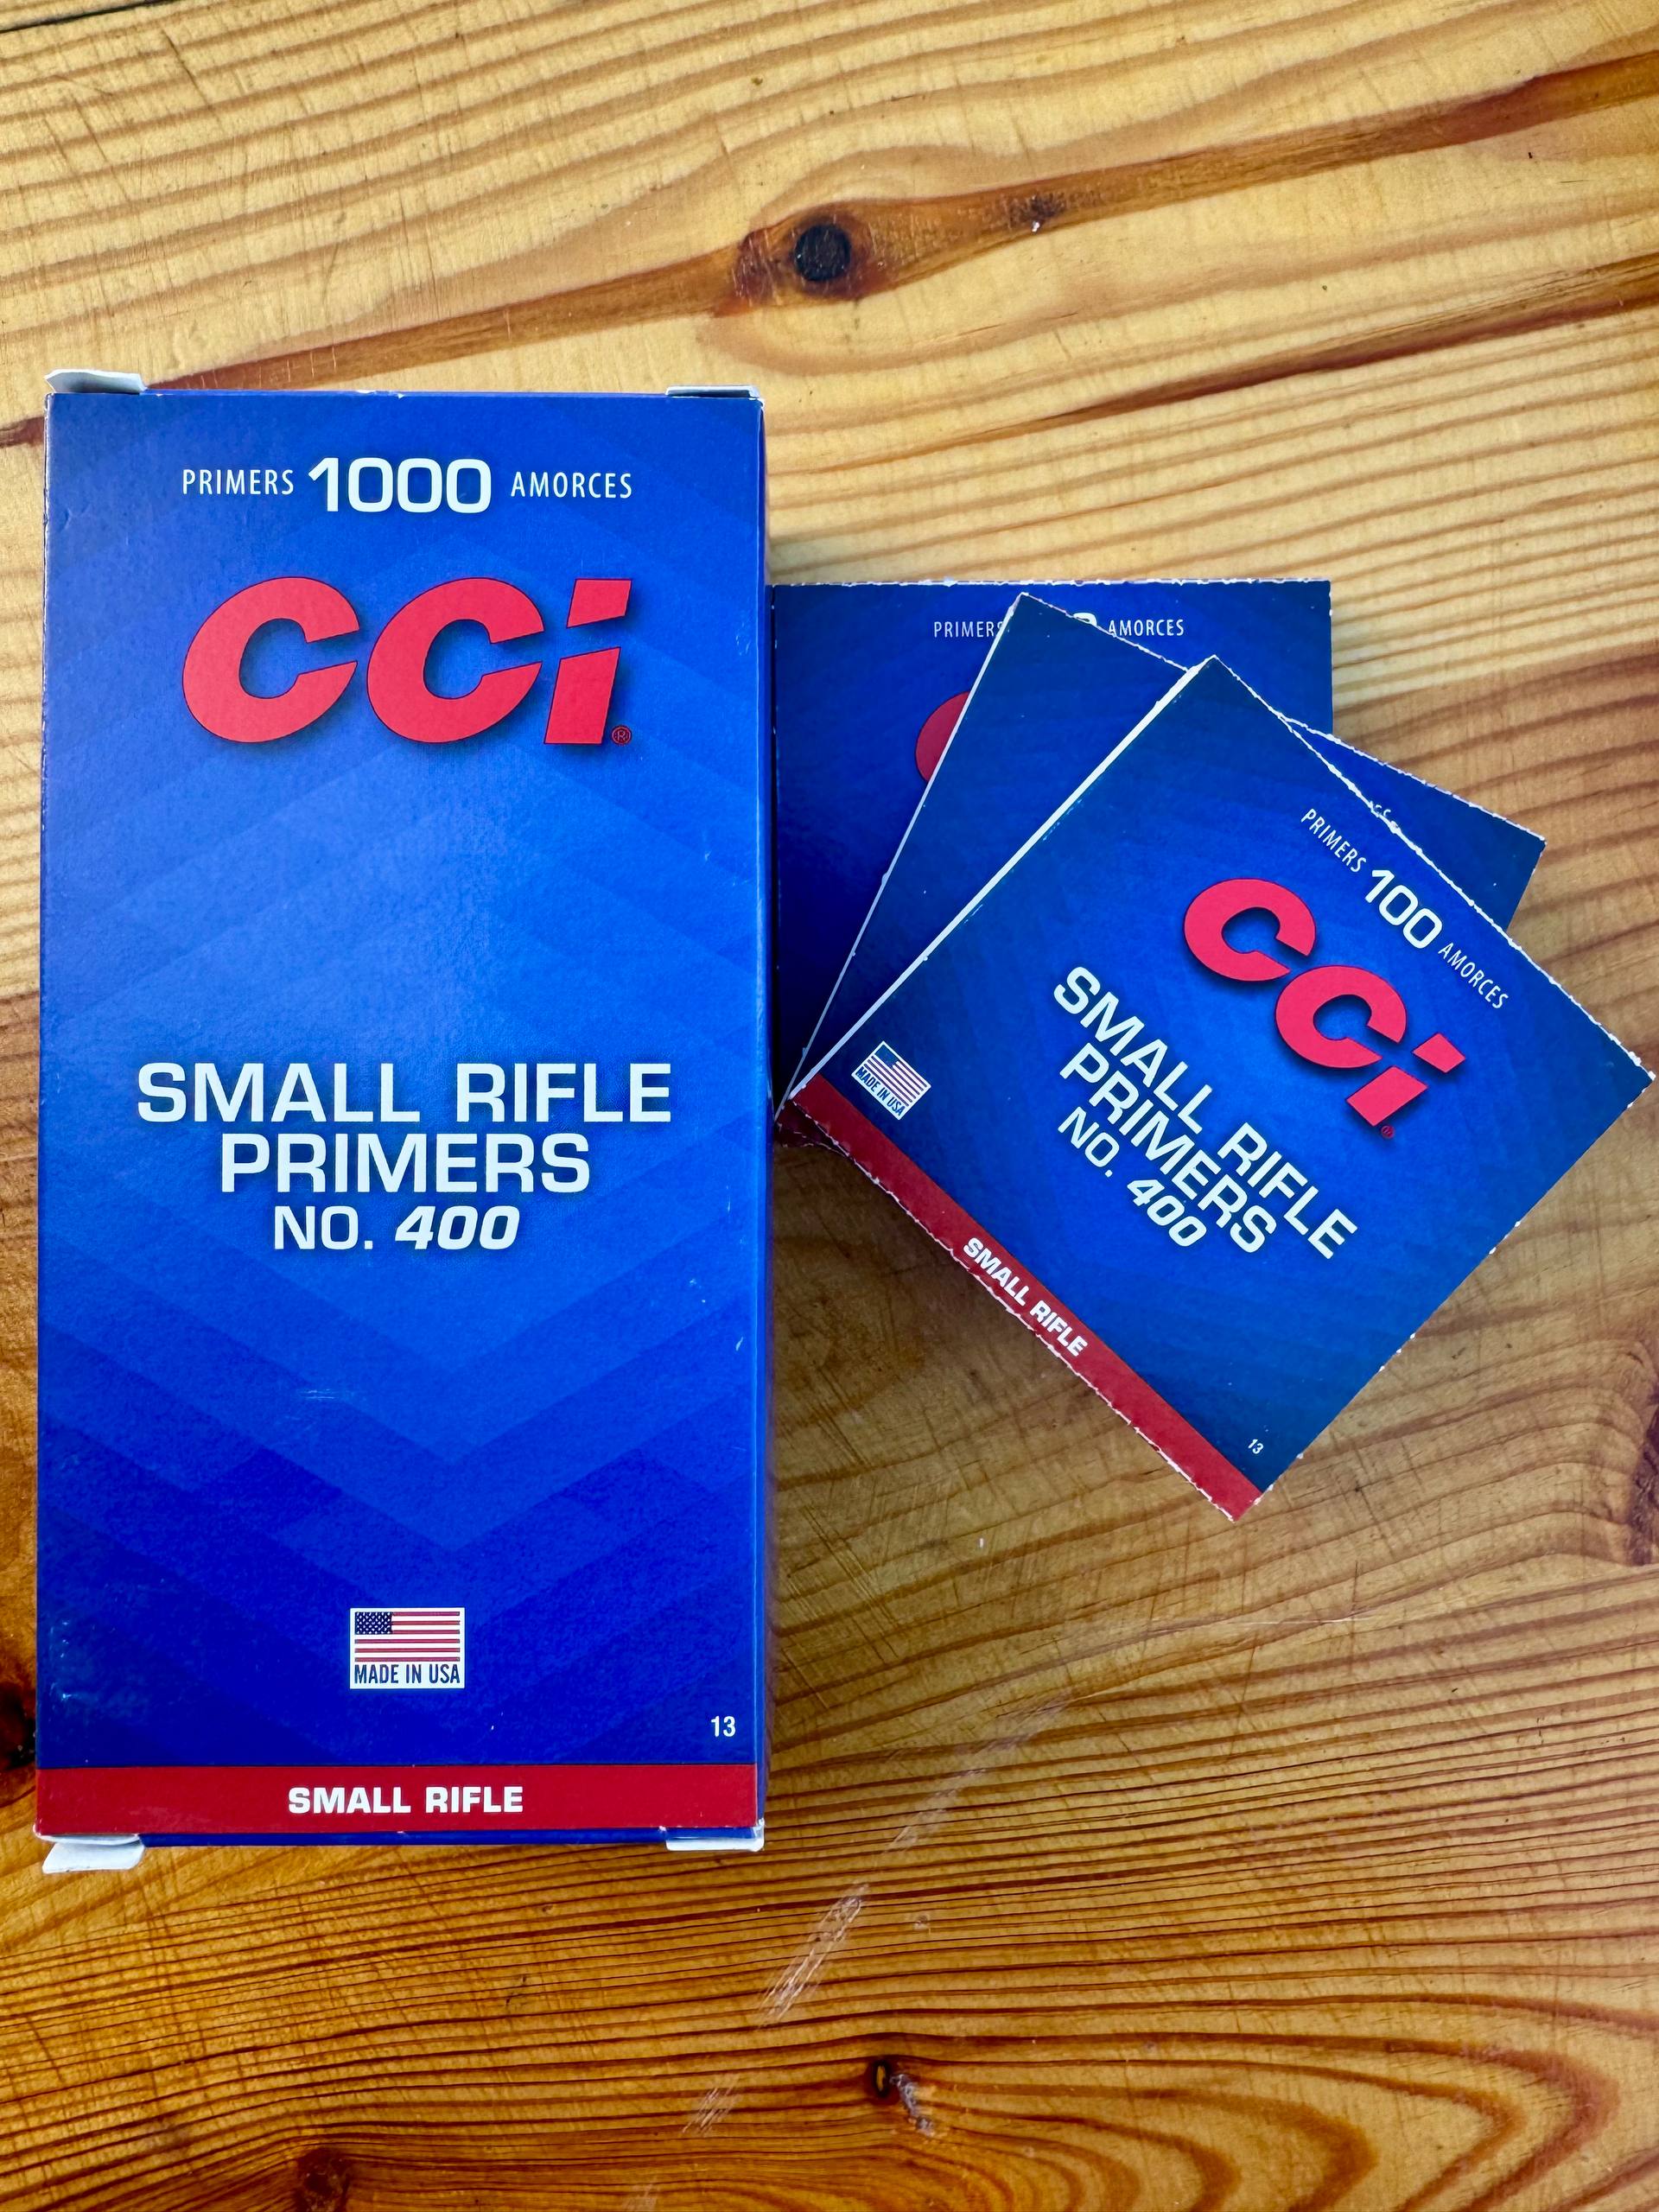 PRIMERS 1000 AMORCES
CCi®
SMALL RIFLE
PRIMERS
NO. 400
MADE IN USA
13
SMALL RIFLE
PRIMERS AMORCES
PRIMERS 100 AMORCES
CCi®
SMALL RIFLE
PRIMERS
NO. 400
MADE IN USA
SMALL RIFLE
13